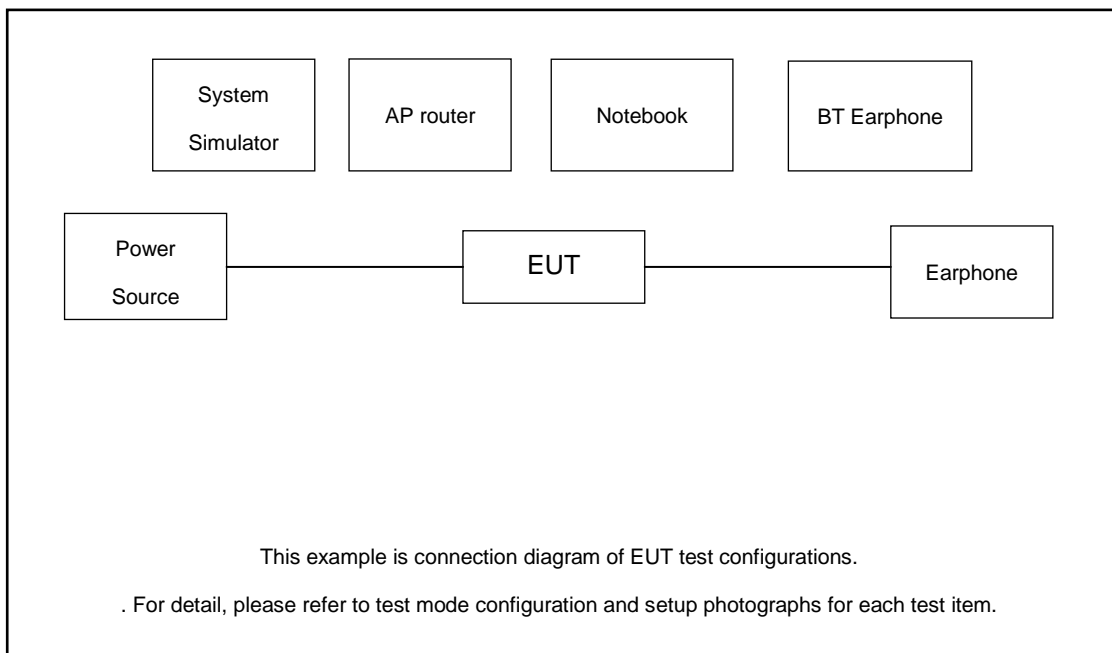 System
Simulator
AP router
Notebook
BT Earphone
Power
Source
EUT
Earphone
This example is connection diagram of EUT test configurations.
. For detail, please refer to test mode configuration and setup photographs for each test item.